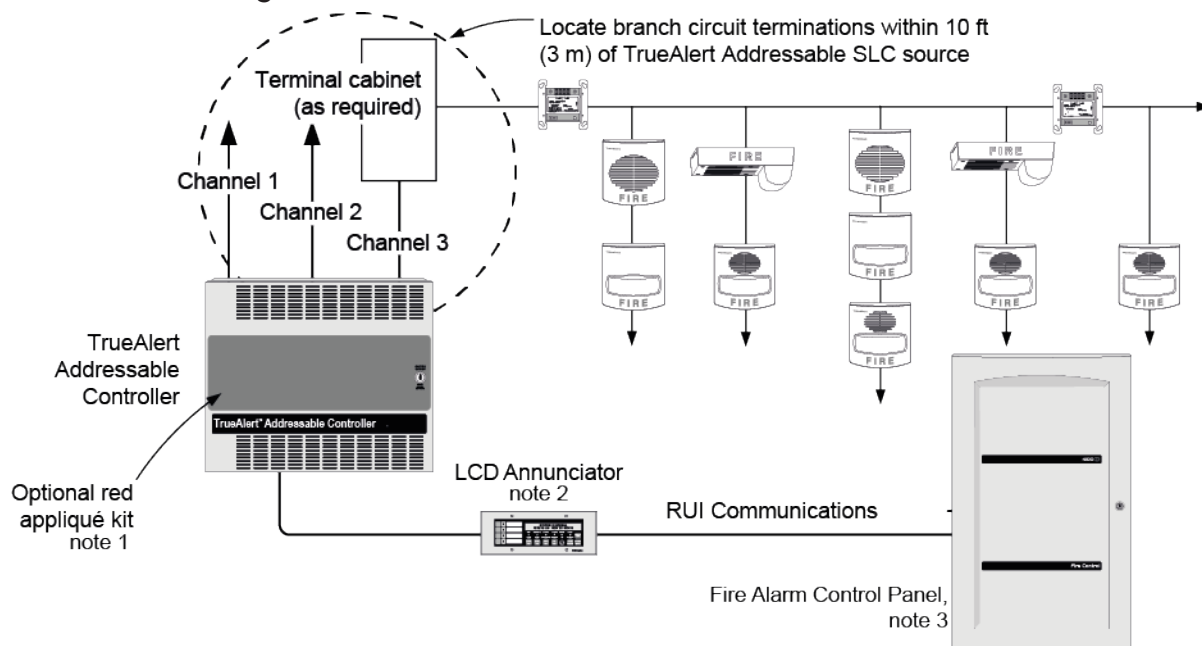 Locate branch circuit terminations within 10 ft
(3 m) of TrueAlert Addressable SLC source
Terminal cabinet
(as required)
Channel 1
Channel 2
Channel 3
FIRE
FIRE
FIRE
FIRE
FIRE
FIRE
FIRE
FIRE
FIRE
FIRE
FIRE
TrueAlert
Addressable
Controller
TrueAlert™ Addressable Controller
Optional red
appliqué kit
note 1
LCD Annunciator
note 2
RUI Communications
Fire Control
Fire Alarm Control Panel,
note 3